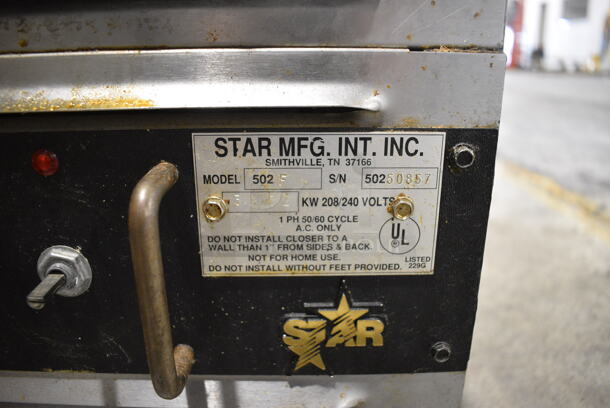 STAR MFG. INT. INC.
SMITHVILLE, TN 37166
MODEL 502 F S/N 50250857
KW 208/240 VOLTS
1 PH 50/60 CYCLE
A.C. ONLY
DO NOT INSTALL CLOSER TO A
WALL THAN 1" FROM SIDES & BACK.
NOT FOR HOME USE.
DO NOT INSTALL WITHOUT FEET PROVIDED.
UL
LISTED
229G
STAR